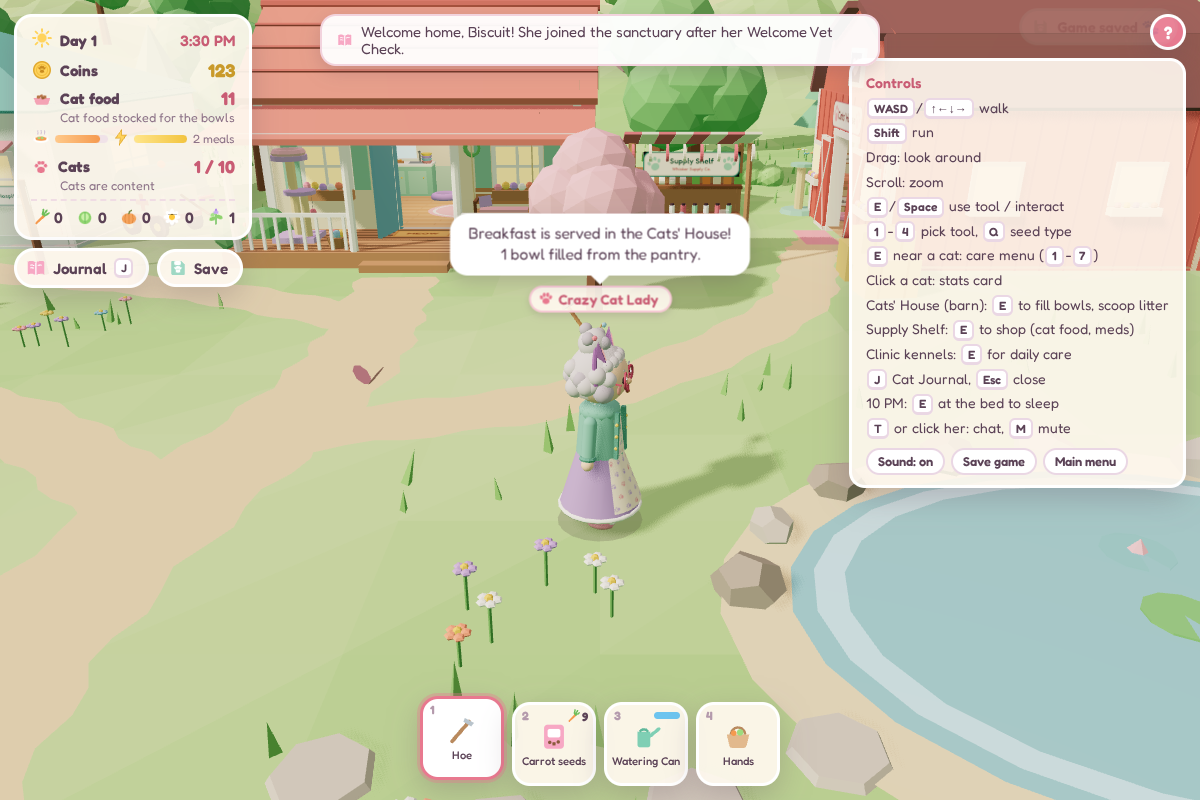 Day 1
3:30 PM
Coins
123
Cat food
11
Cat food stocked for the bowls
2 meals
Cats
1 / 10
Cats are content
0
0
0
0
1
Journal J
Save
Welcome home, Biscuit! She joined the sanctuary after her Welcome Vet
Check.
Game saved
?
Supply Shelf
Breakfast is served in the Cats' House!
1 bowl filled from the pantry.
Crazy Cat Lady
Controls
WASD / ↑←↓→ walk
Shift run
Drag: look around
Scroll: zoom
E / Space use tool / interact
1 - 4 pick tool, Q seed type
E near a cat: care menu ( 1 - 7 )
Click a cat: stats card
Cats' House (barn): E to fill bowls, scoop litter
Supply Shelf: E to shop (cat food, meds)
Clinic kennels: E for daily care
J Cat Journal, Esc close
10 PM: E at the bed to sleep
T or click her: chat, M mute
Sound: on
Save game
Main menu
1
Hoe
2
9
Carrot seeds
3
Watering Can
4
Hands